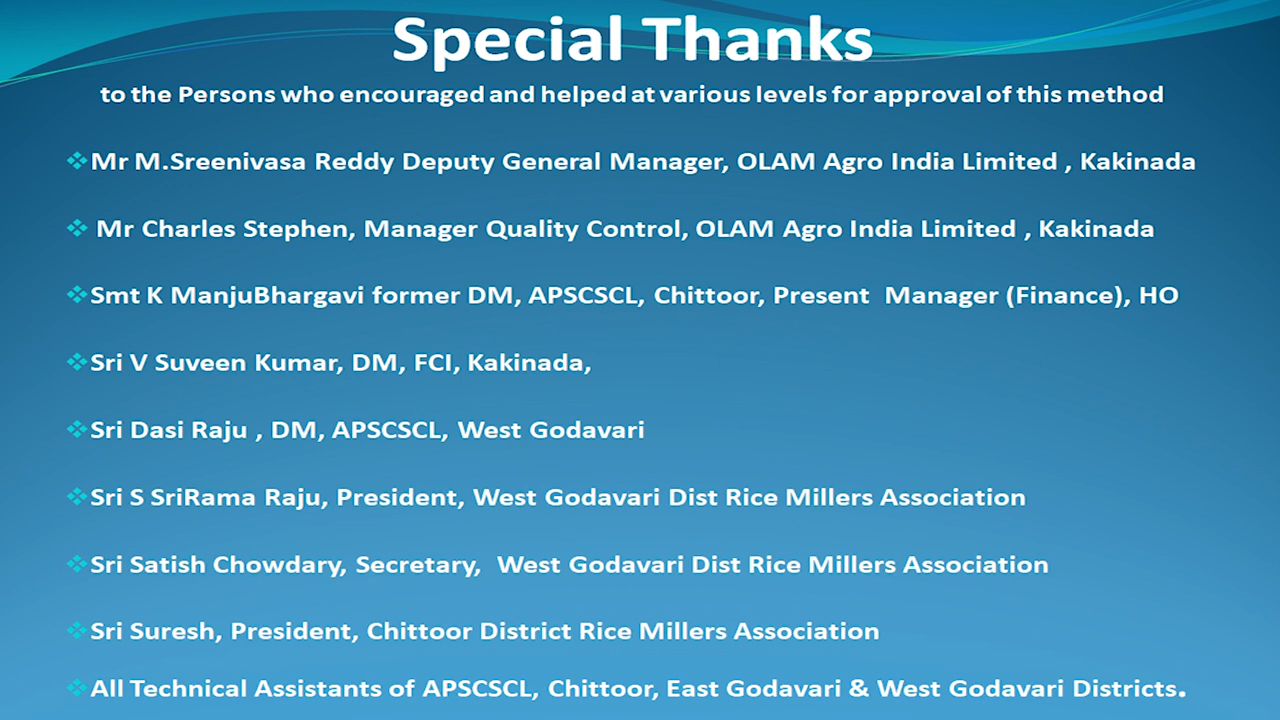 Special Thanks
to the Persons who encouraged and helped at various levels for approval of this method
❖Mr M.Sreenivasa Reddy Deputy General Manager, OLAM Agro India Limited , Kakinada
❖ Mr Charles Stephen, Manager Quality Control, OLAM Agro India Limited , Kakinada
❖Smt K ManjuBhargavi former DM, APSCSCL, Chittoor, Present  Manager (Finance), HO
❖Sri V Suveen Kumar, DM, FCI, Kakinada,
❖Sri Dasi Raju , DM, APSCSCL, West Godavari
❖Sri S SriRama Raju, President, West Godavari Dist Rice Millers Association
❖Sri Satish Chowdary, Secretary,  West Godavari Dist Rice Millers Association
❖Sri Suresh, President, Chittoor District Rice Millers Association
❖All Technical Assistants of APSCSCL, Chittoor, East Godavari & West Godavari Districts.